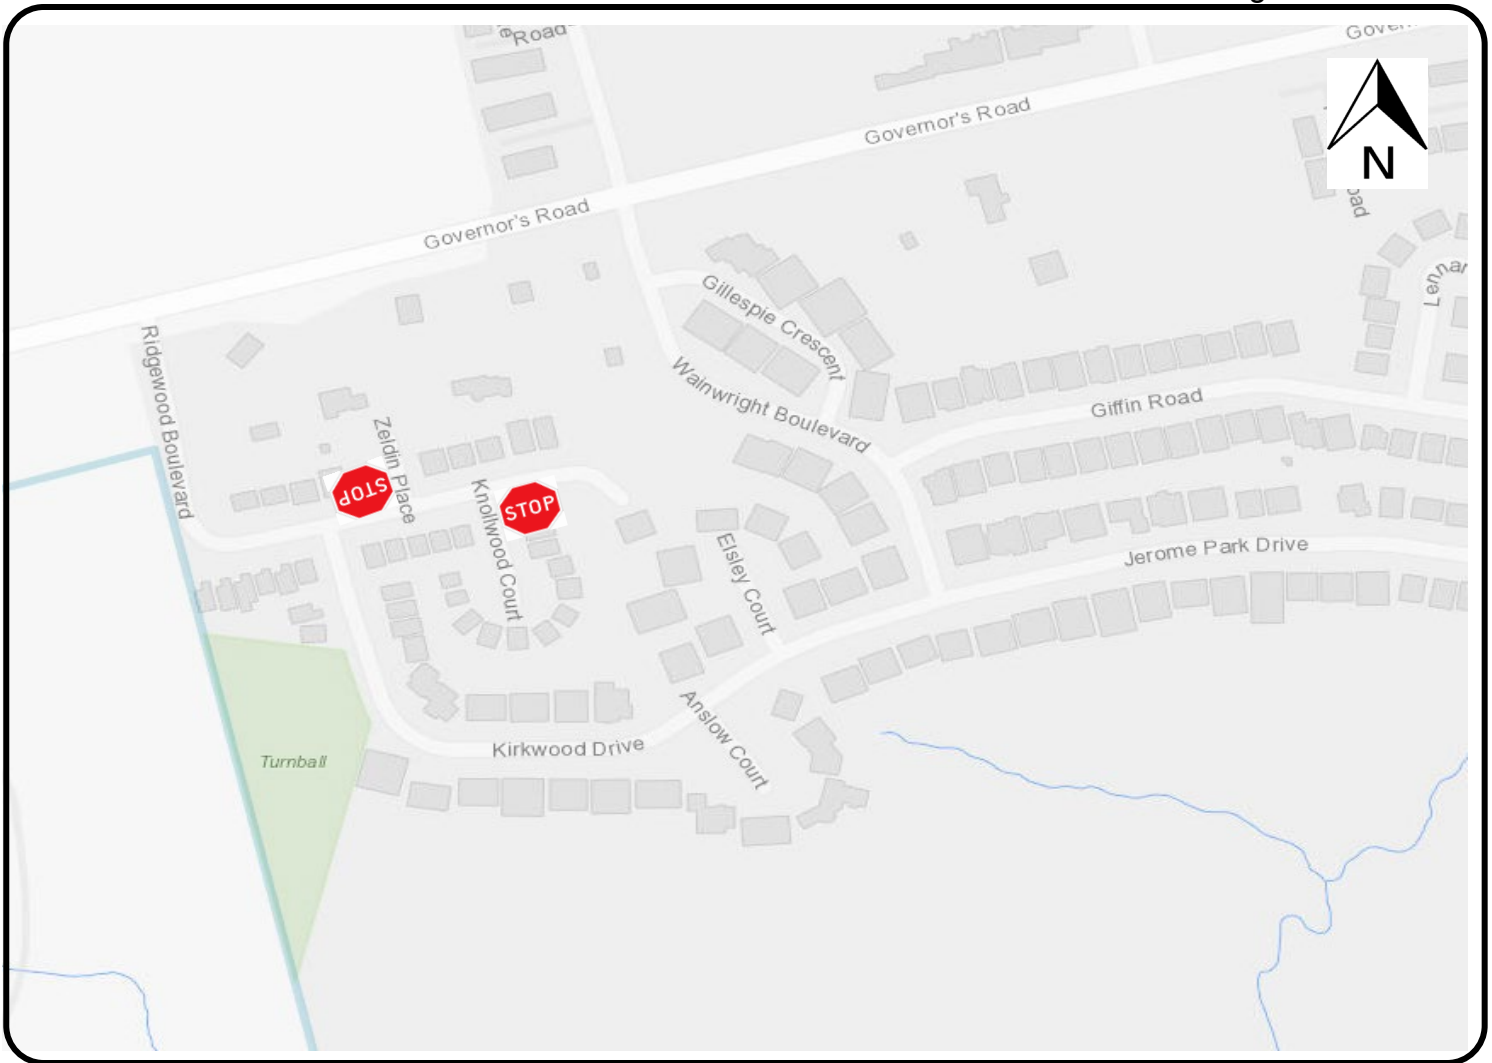 Road
Governor's Road
Governor's Road
N
Ridgewood Boulevard
Gillespie Crescent
Wainwright Boulevard
Giffin Road
Zeldin Place
STOP
STOP
Knollwood Court
Elsley Court
Jerome Park Drive
Anslow Court
Kirkwood Drive
Turnball